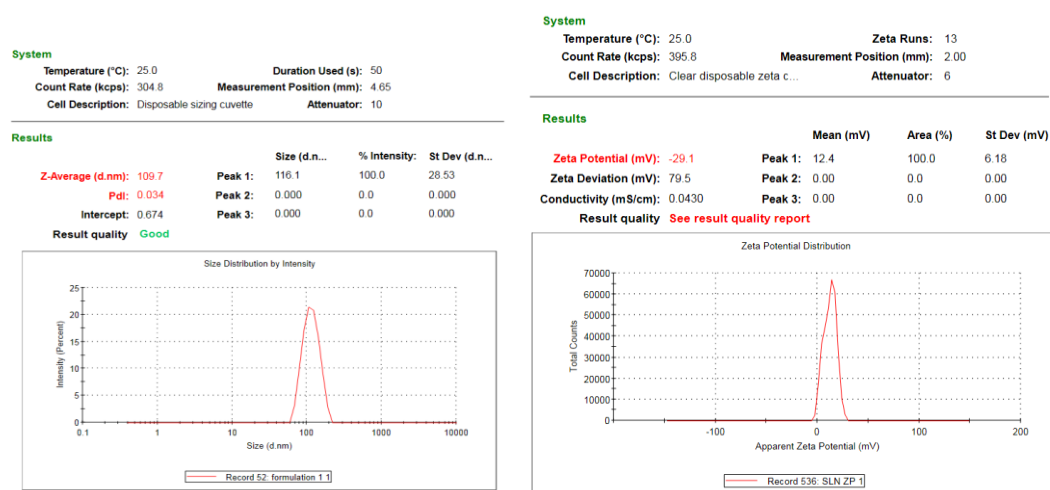 System
Temperature (°C): 25.0 Duration Used (s): 50
Count Rate (kcps): 304.8 Measurement Position (mm): 4.65
Cell Description: Disposable sizing cuvette Attenuator: 10
Results
Size (d.n... % Intensity: St Dev (d.n...
Z-Average (d.nm): 109.7 Peak 1: 116.1 100.0 28.53
PdI: 0.034 Peak 2: 0.000 0.0 0.000
Intercept: 0.674 Peak 3: 0.000 0.0 0.000
Result quality Good
Size Distribution by Intensity
Intensity (Percent)
25
20
15
10
5
0
0.1 1 10 100 1000 10000
Size (d.nm)
Record 52: formulation 1 1
System
Temperature (°C): 25.0 Zeta Runs: 13
Count Rate (kcps): 395.8 Measurement Position (mm): 2.00
Cell Description: Clear disposable zeta c... Attenuator: 6
Results
Mean (mV) Area (%) St Dev (mV)
Zeta Potential (mV): -29.1 Peak 1: 12.4 100.0 6.18
Zeta Deviation (mV): 79.5 Peak 2: 0.00 0.0 0.00
Conductivity (mS/cm): 0.0430 Peak 3: 0.00 0.0 0.00
Result quality See result quality report
Zeta Potential Distribution
Total Counts
70000
60000
50000
40000
30000
20000
10000
0
-100 0 100 200
Apparent Zeta Potential (mV)
Record 536: SLN ZP 1